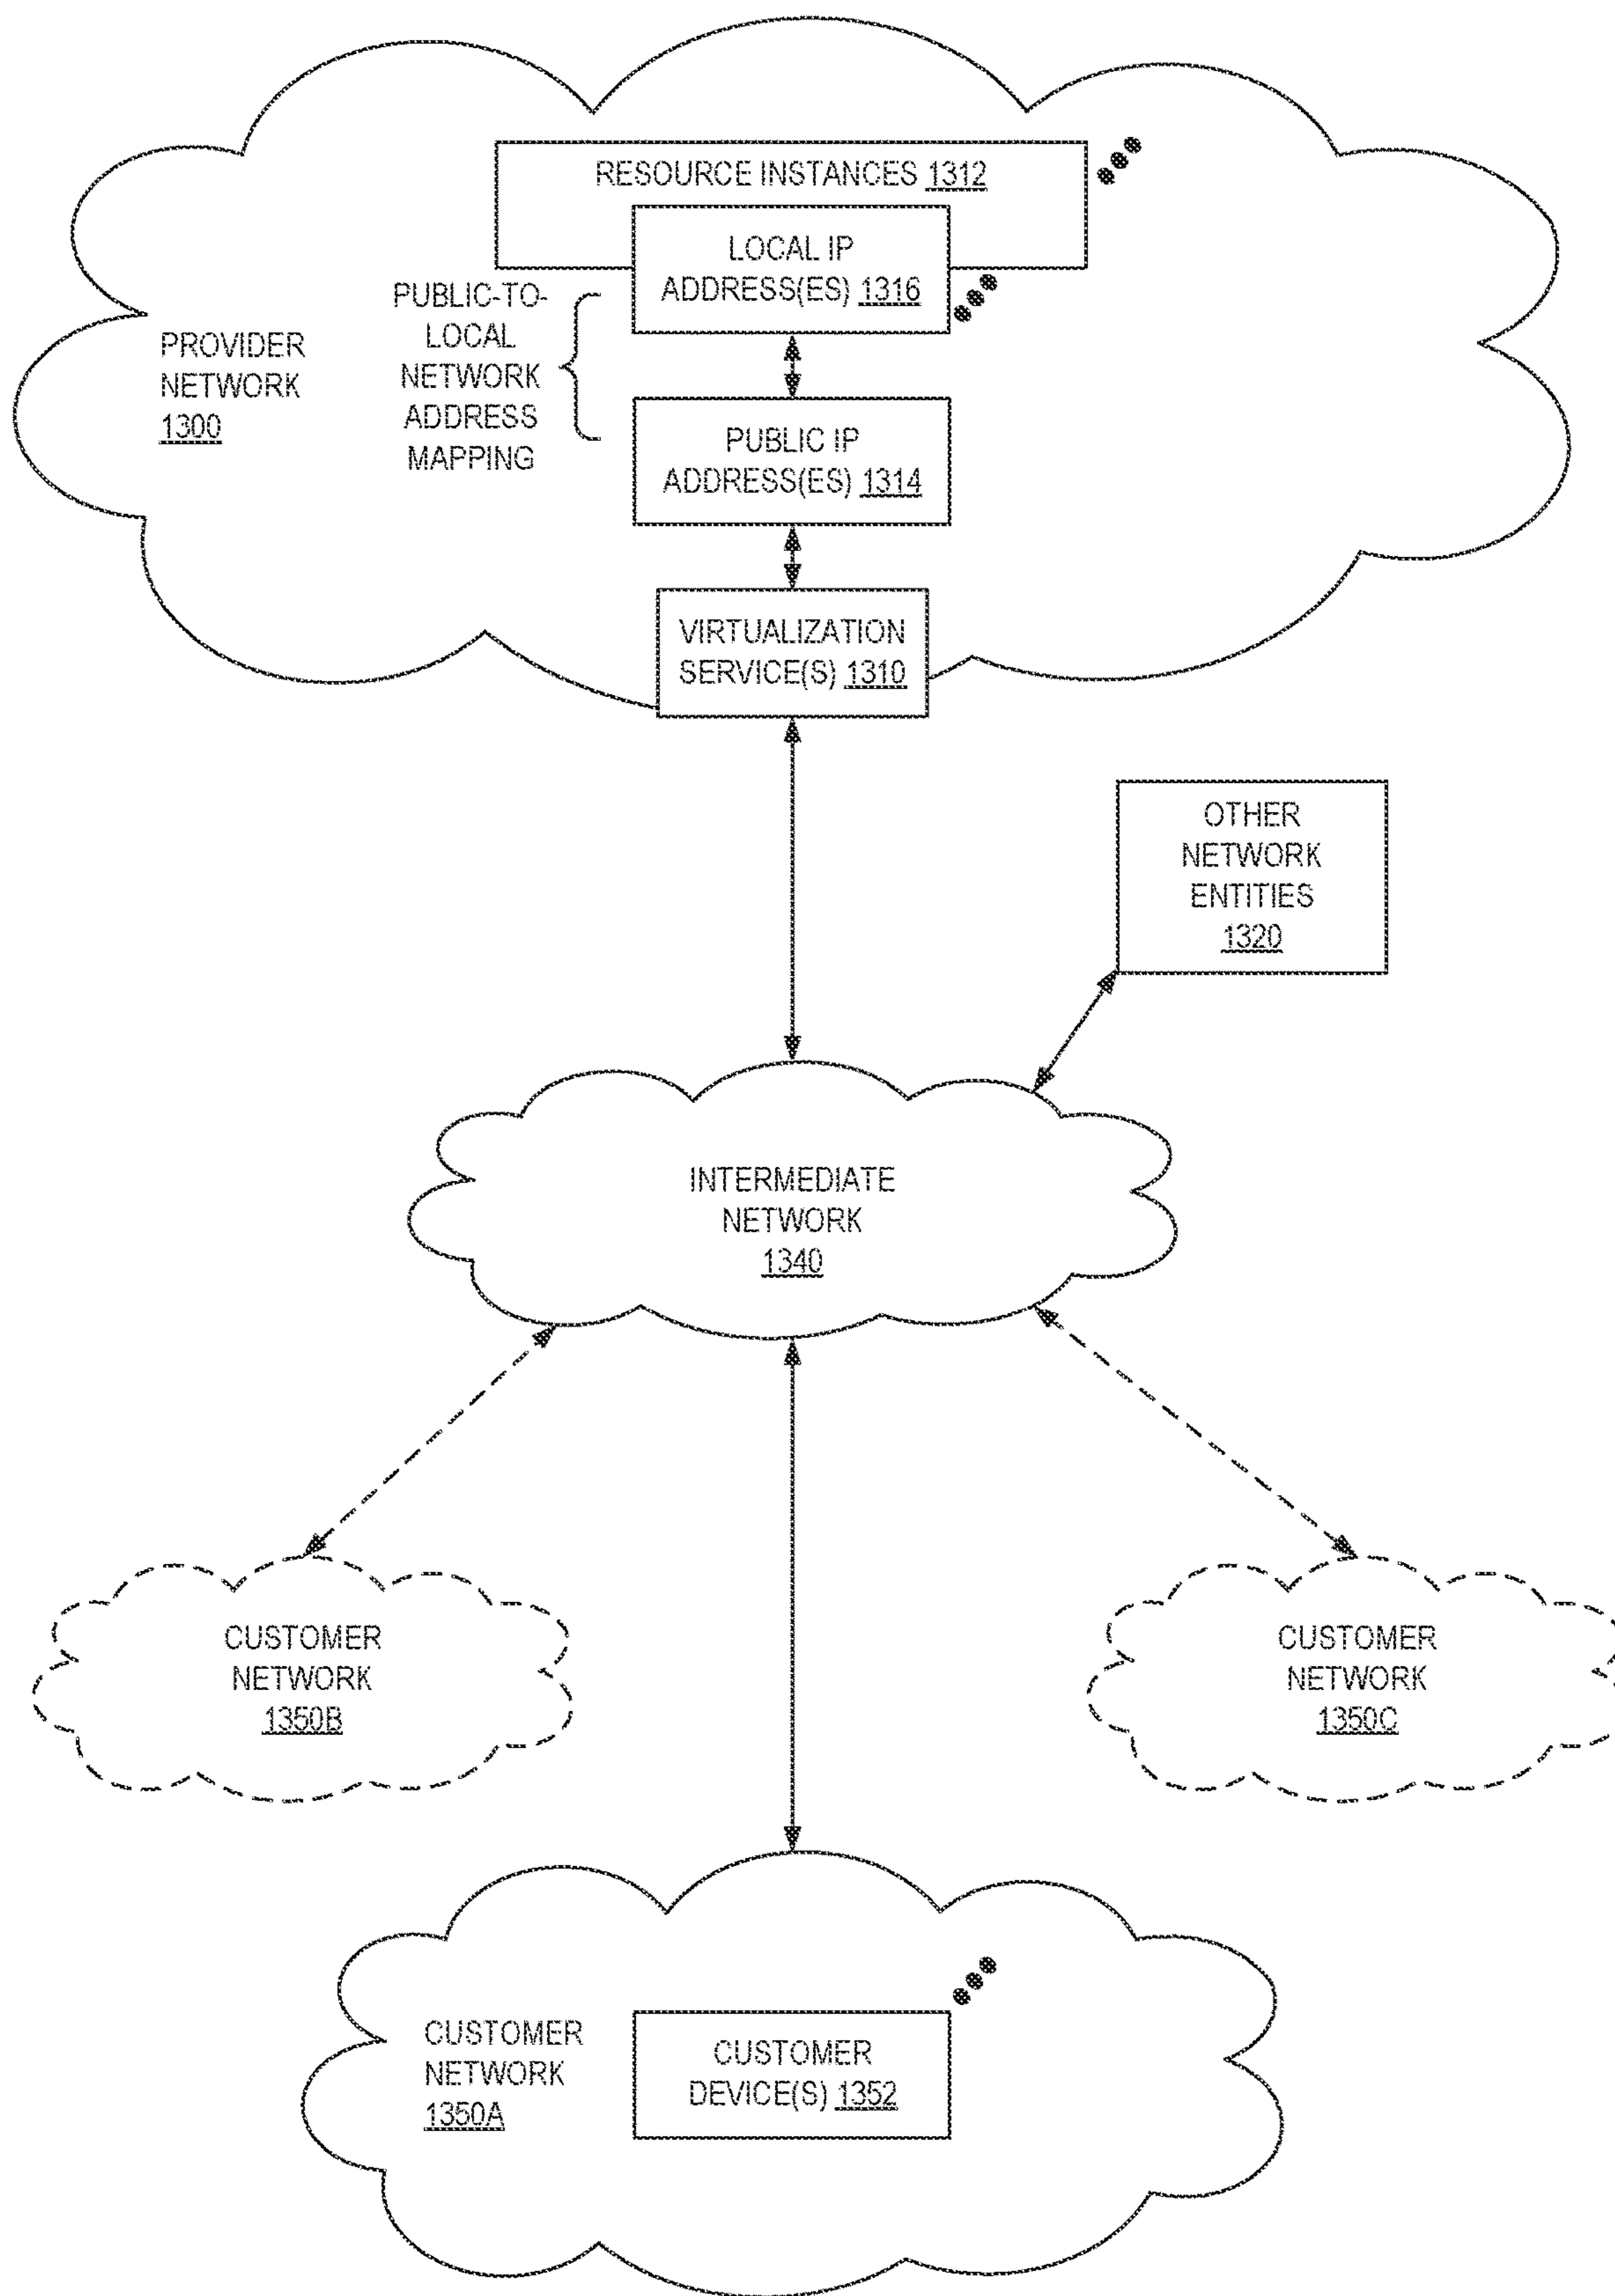 RESOURCE INSTANCES 1312
LOCAL IP
ADDRESS(ES) 1316
PUBLIC-TO-
LOCAL
NETWORK
ADDRESS
MAPPING
PROVIDER
NETWORK
1300
PUBLIC IP
ADDRESS(ES) 1314
VIRTUALIZATION
SERVICE(S) 1310
OTHER
NETWORK
ENTITIES
1320
INTERMEDIATE
NETWORK
1340
CUSTOMER
NETWORK
1350B
CUSTOMER
NETWORK
1350C
CUSTOMER
NETWORK
1350A
CUSTOMER
DEVICE(S) 1352